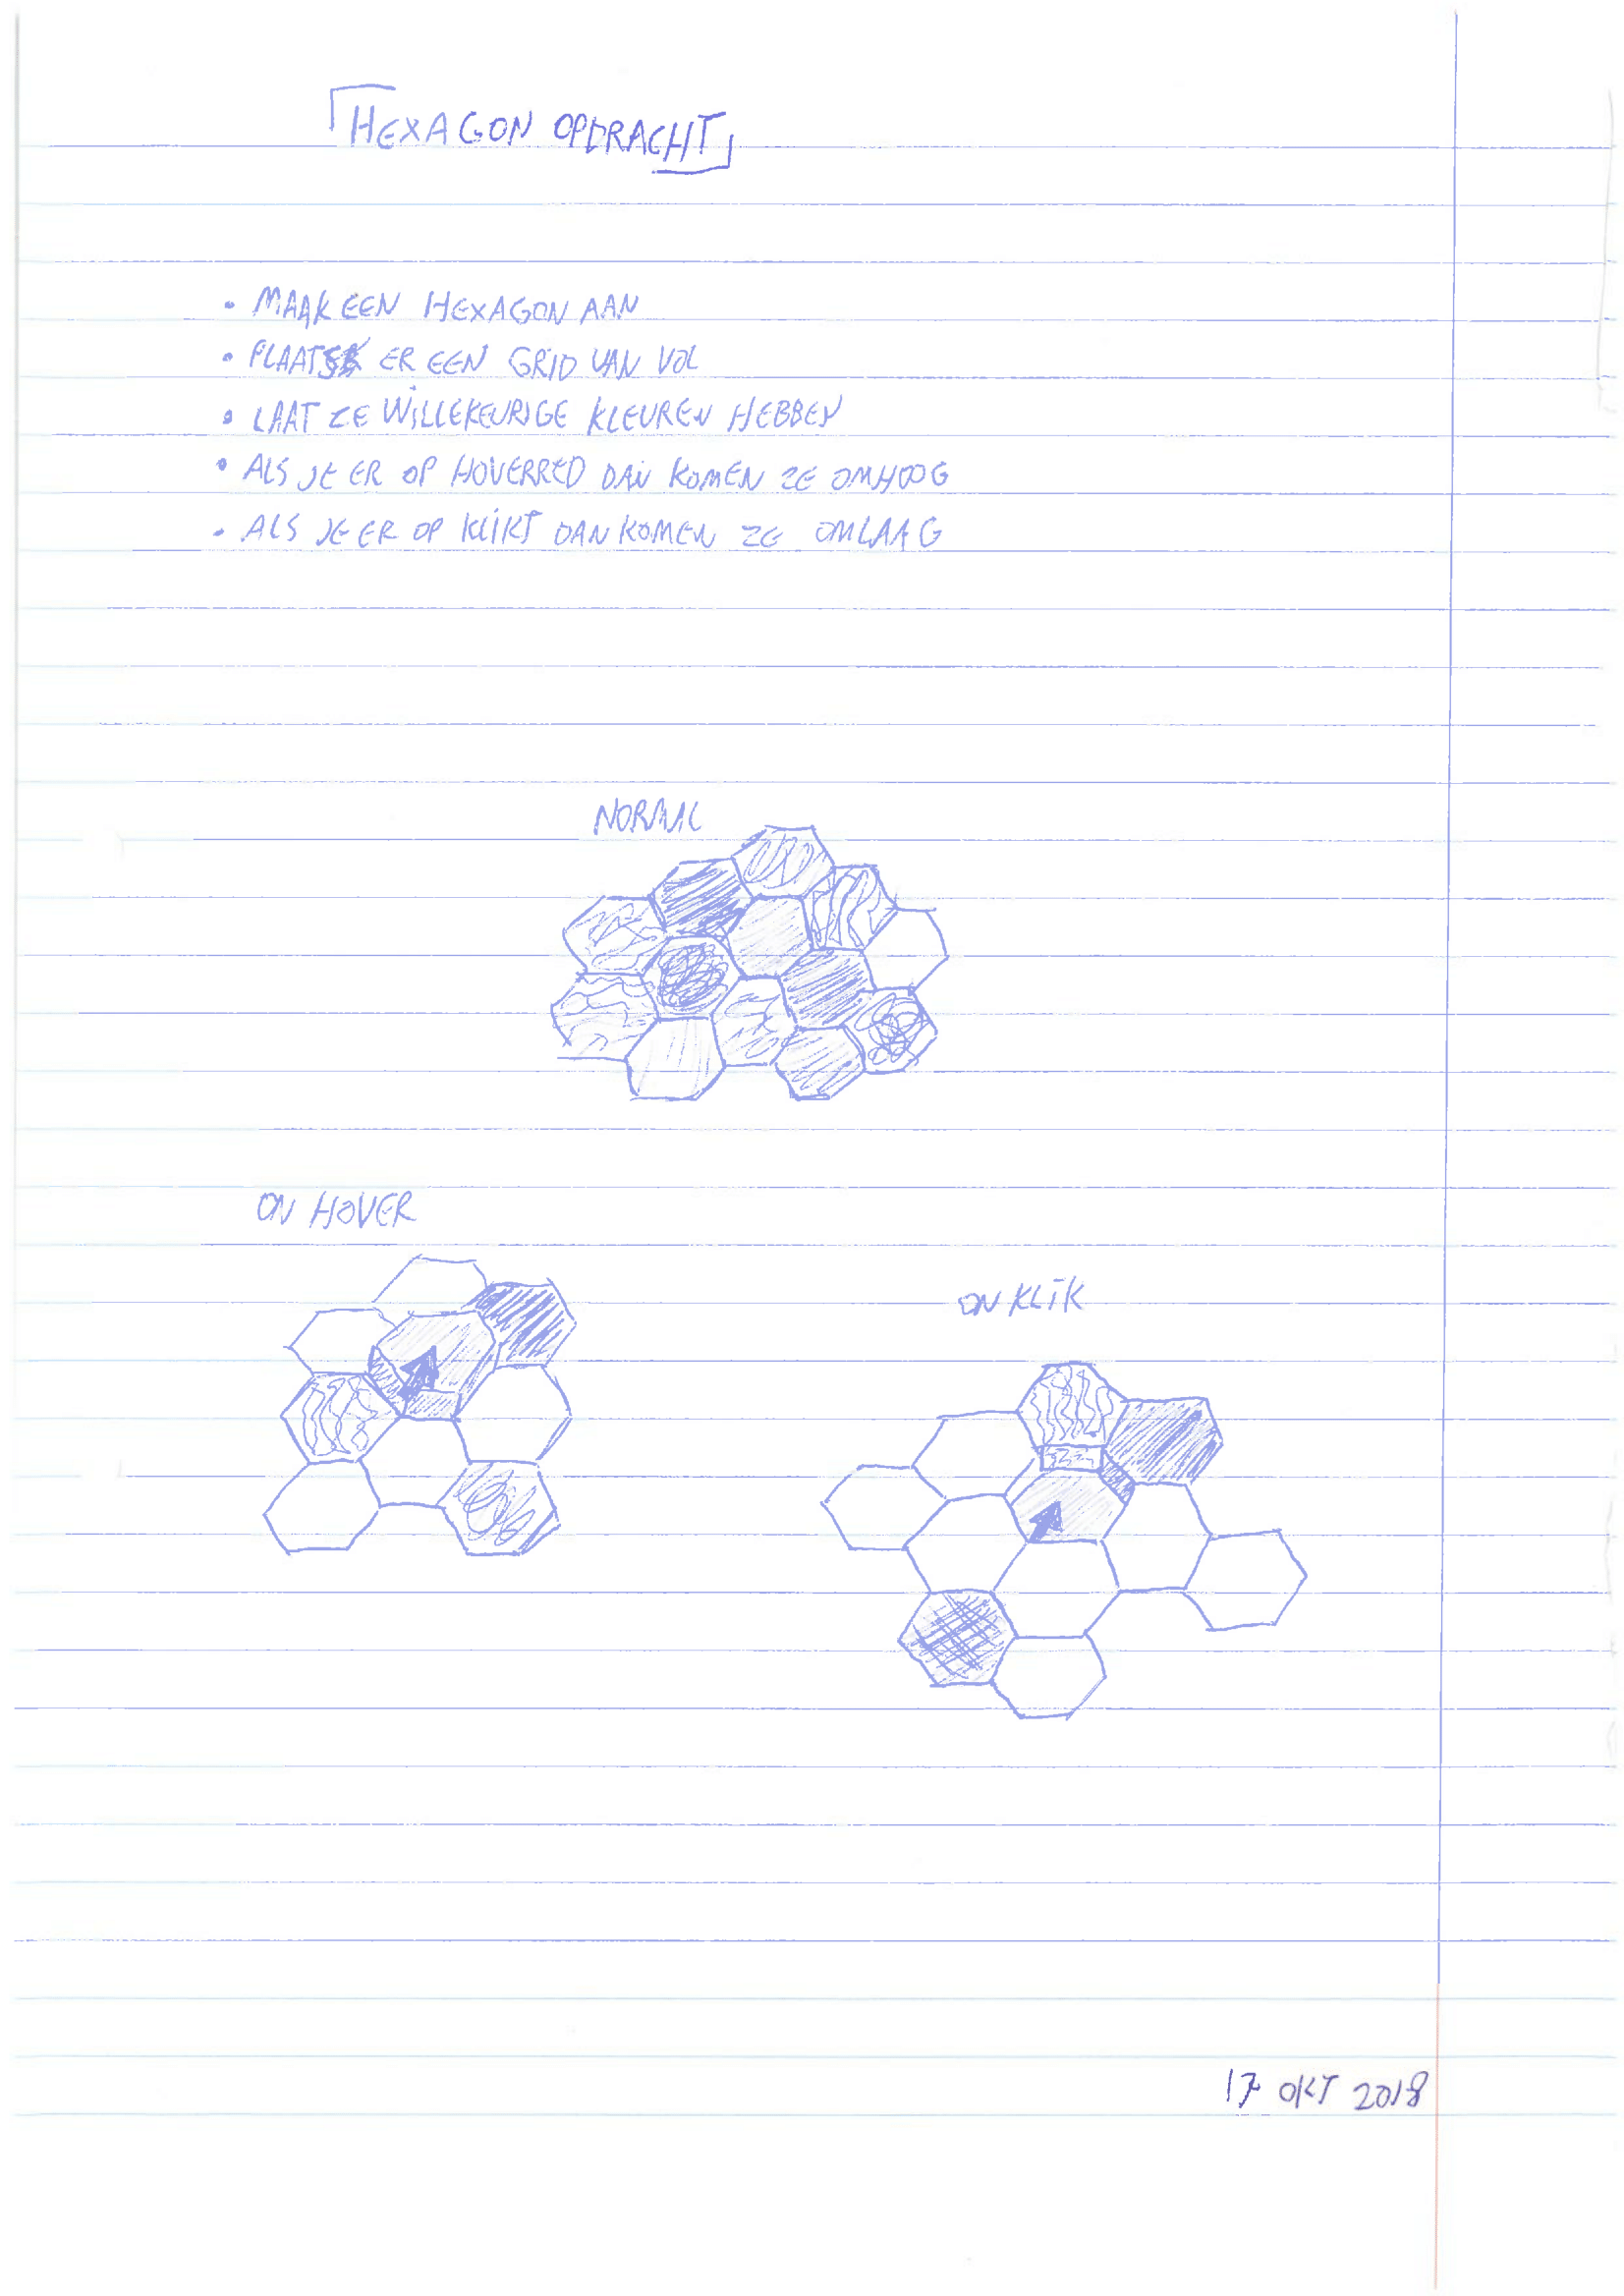 HEXAGON OPDRACHT
• MAAK EEN HEXAGON AAN
• PLAATS ER EEN GRID VAN VOL
• LAAT ZE WILLEKEURIGE KLEUREN HEBBEN
• ALS JE ER OP HOVERRED DAN KOMEN ZE OMHOOG
• ALS JE ER OP KLIKT DAN KOMEN ZE OMLAAG
NORMAL
ON HOVER
ON KLIK
17 OKT 2018